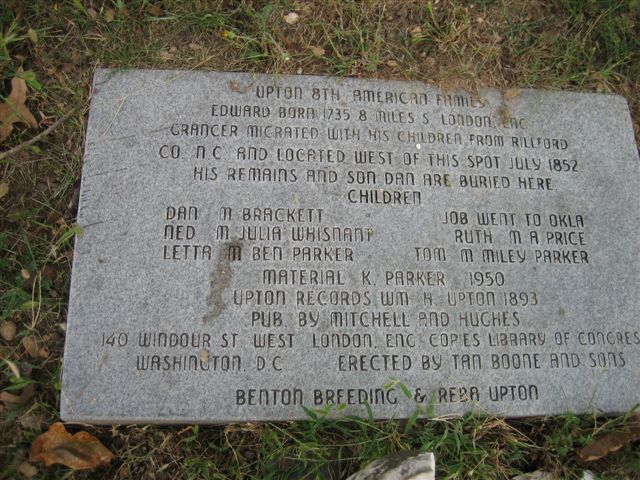 UPTON 8TH AMERICAN FAMILY
EDWARD BORN 1735 8 MILES S. LONDON, ENG
GRANCER MIGRATED WITH HIS CHILDREN FROM RILLFORD
CO. N.C. AND LOCATED WEST OF THIS SPOT JULY 1852
HIS REMAINS AND SON DAN ARE BURIED HERE
CHILDREN
DAN M BRACKETT JOB WENT TO OKLA
NED M JULIA WHISNANT RUTH M A PRICE
LETTA M BEN PARKER TOM M MILEY PARKER
MATERIAL K. PARKER 1950
UPTON RECORDS WM. H. UPTON 1893
PUB. BY MITCHELL AND HUGHES
140 WINDOUR ST. WEST LONDON, ENG. COPIES LIBRARY OF CONGRES
WASHINGTON, D.C. ERECTED BY TAN BOONE AND SONS
BENTON BREEDING & REBA UPTON